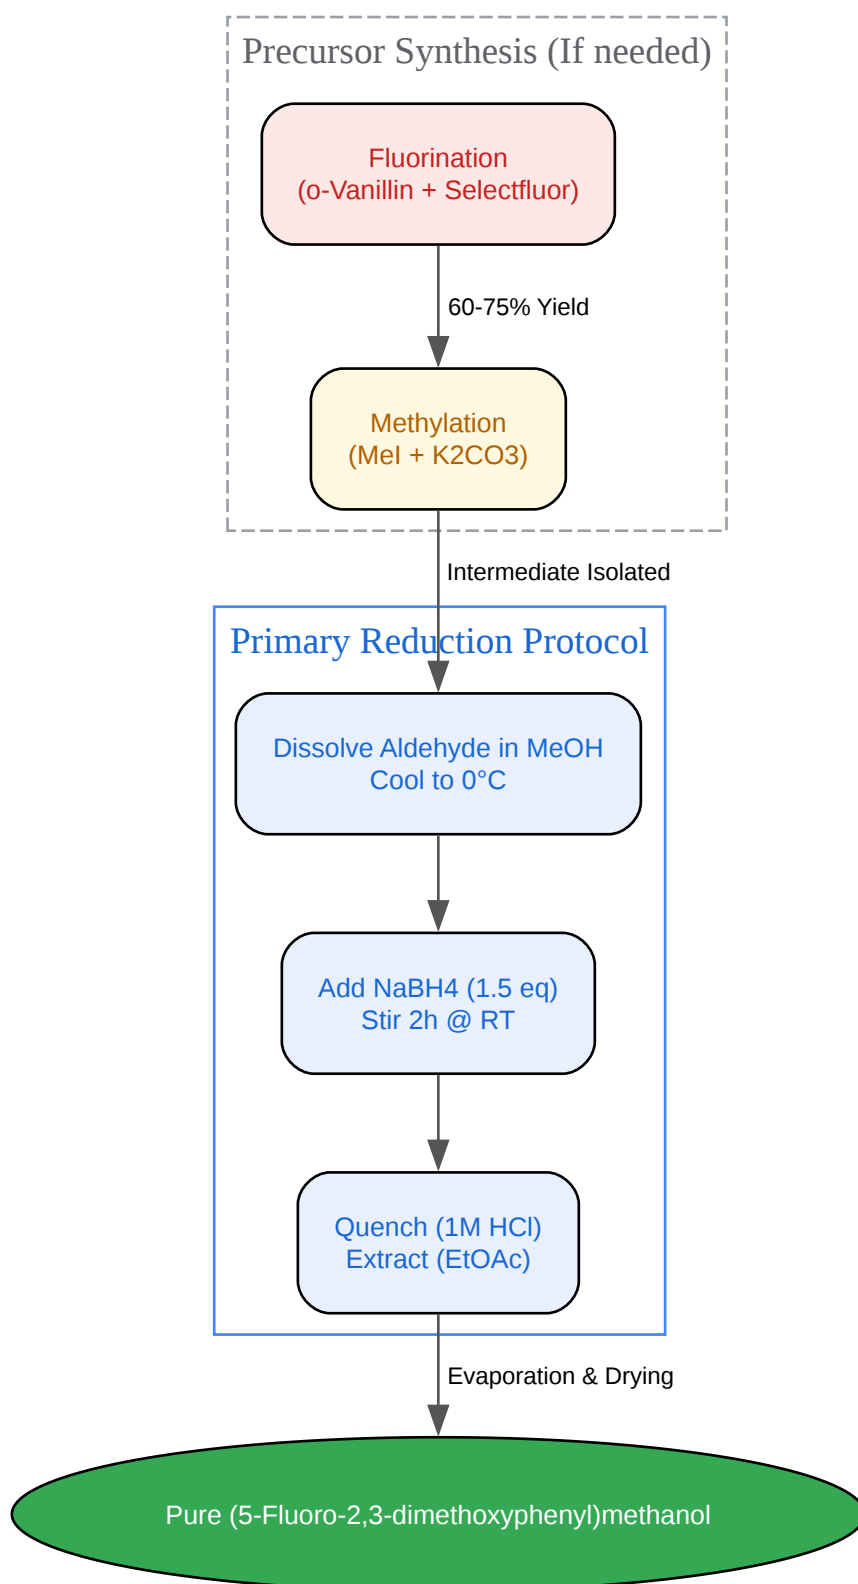 Precursor Synthesis (If needed)
Fluorination
(o-Vanillin + Selectfluor)
60-75% Yield
Methylation
(MeI + K2CO3)
Intermediate Isolated
Primary Reduction Protocol
Dissolve Aldehyde in MeOH
Cool to 0°C
Add NaBH4 (1.5 eq)
Stir 2h @ RT
Quench (1M HCl)
Extract (EtOAc)
Evaporation & Drying
Pure (5-Fluoro-2,3-dimethoxyphenyl)methanol